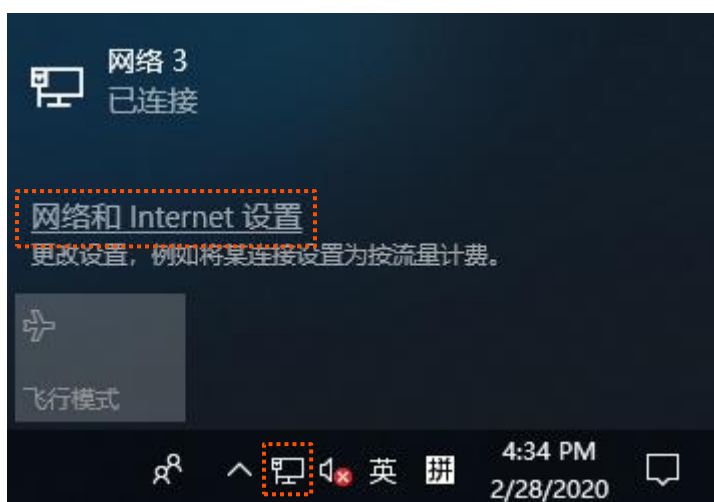 网络 3
已连接
网络和 Internet 设置
更改设置，例如将某连接设置为按流量计费。
飞行模式
英 拼 4:34 PM
2/28/2020